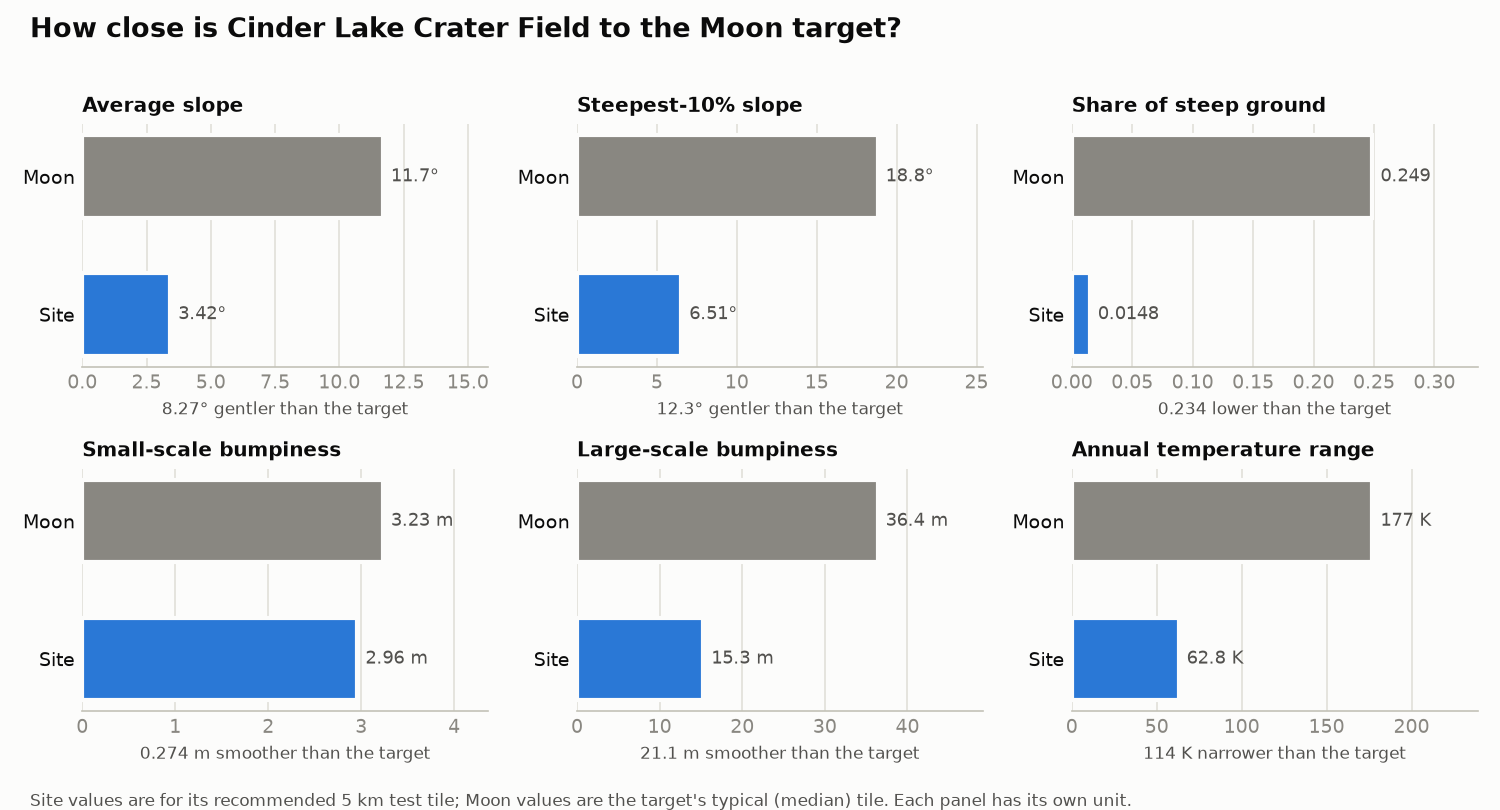 How close is Cinder Lake Crater Field to the Moon target?
Average slope
Moon
11.7°
Site
3.42°
0.0 2.5 5.0 7.5 10.0 12.5 15.0
8.27° gentler than the target
Steepest-10% slope
Moon
18.8°
Site
6.51°
0 5 10 15 20 25
12.3° gentler than the target
Share of steep ground
Moon
0.249
Site
0.0148
0.00 0.05 0.10 0.15 0.20 0.25 0.30
0.234 lower than the target
Small-scale bumpiness
Moon
3.23 m
Site
2.96 m
0 1 2 3 4
0.274 m smoother than the target
Large-scale bumpiness
Moon
36.4 m
Site
15.3 m
0 10 20 30 40
21.1 m smoother than the target
Annual temperature range
Moon
177 K
Site
62.8 K
0 50 100 150 200
114 K narrower than the target
Site values are for its recommended 5 km test tile; Moon values are the target's typical (median) tile. Each panel has its own unit.